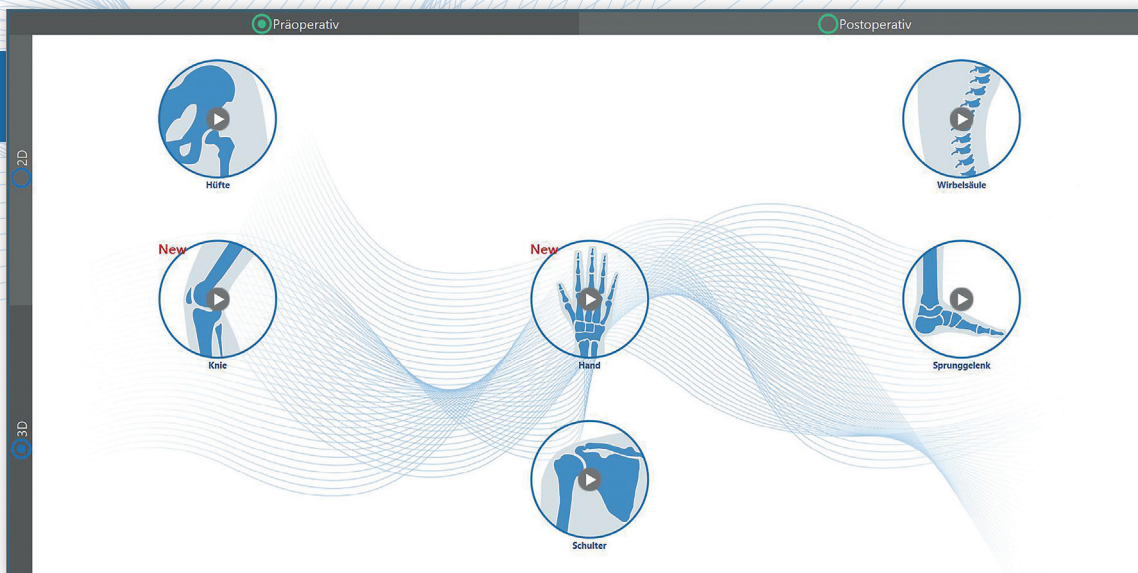 Präoperativ
Postoperativ
2D
3D
Hüfte
Wirbelsäule
New
New
Knie
Hand
Sprunggelenk
Schulter